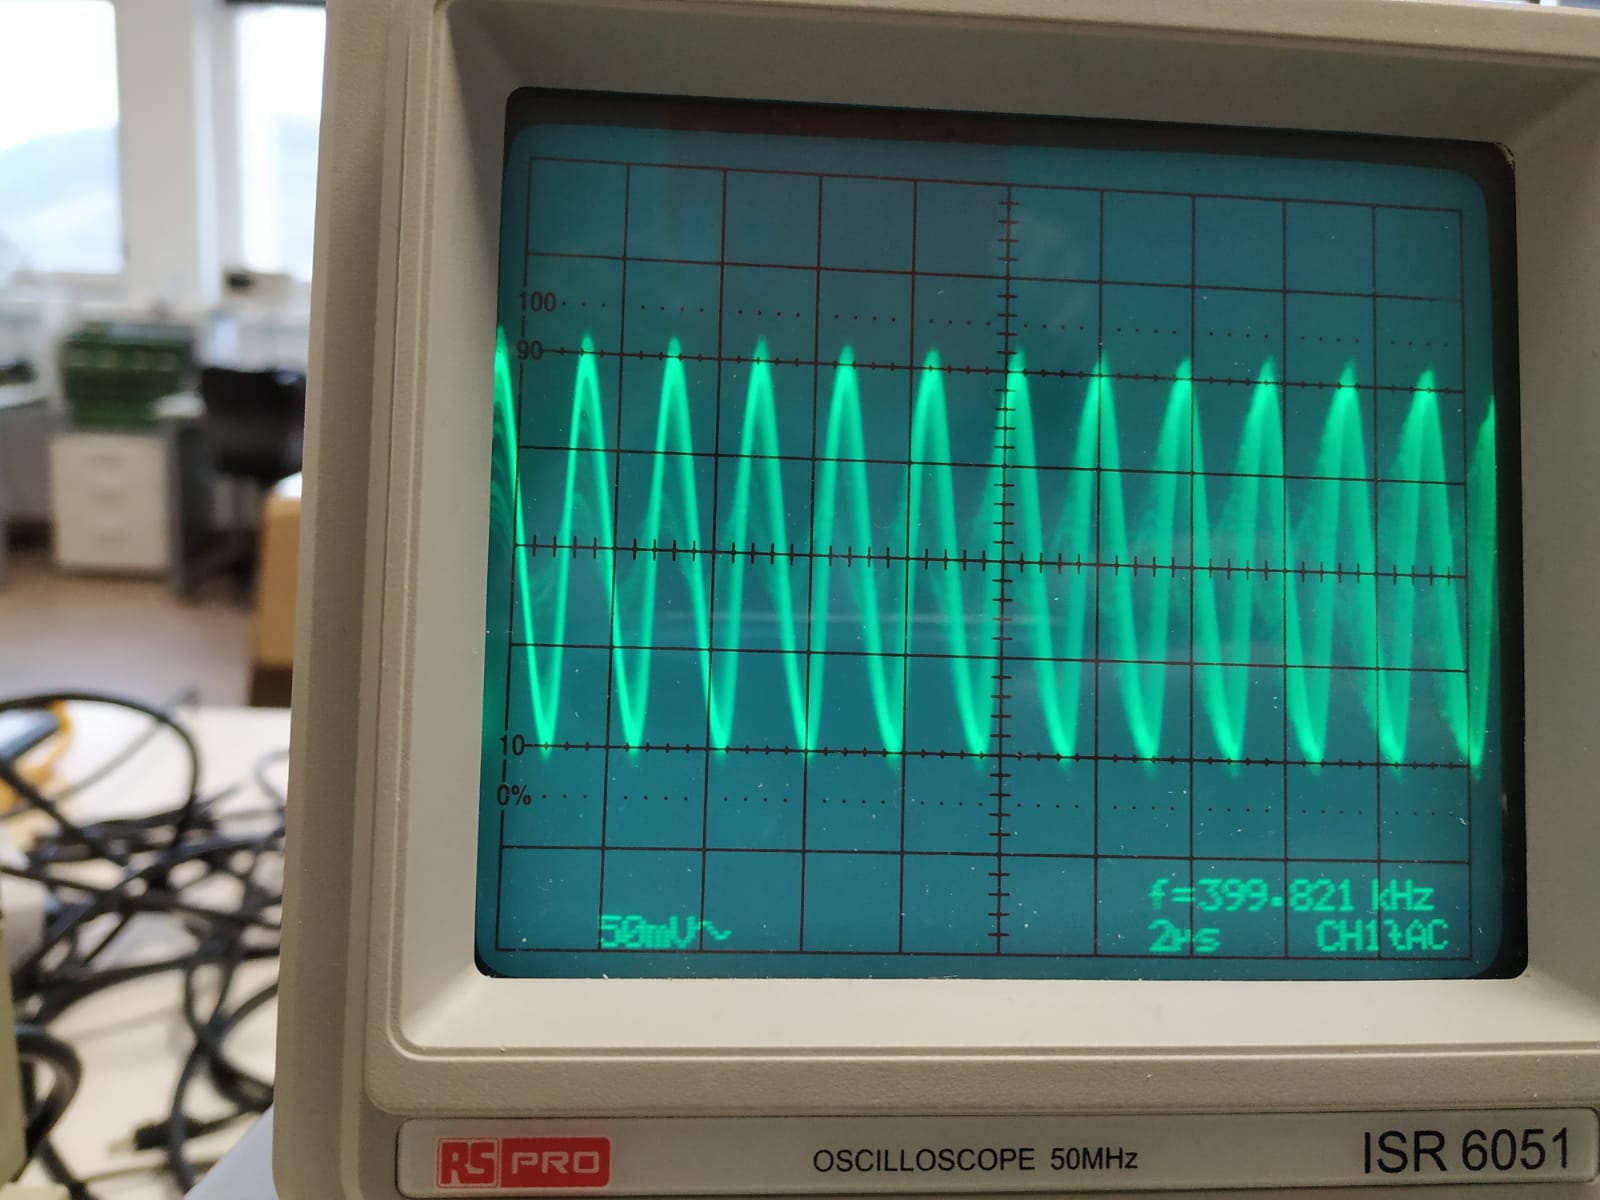 100
90
10
0%
f=399.821 kHz
50mV~
2µs CH1 AC
RS PRO
OSCILLOSCOPE 50MHz
ISR 6051